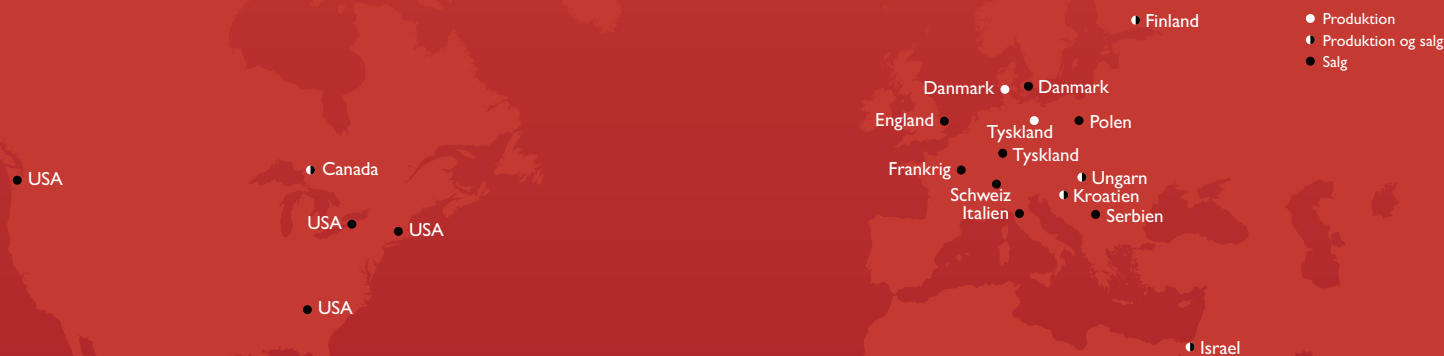 Finland
Produktion
Produktion og salg
Salg
Danmark
Danmark
England
Tyskland
Polen
Tyskland
Canada
USA
Frankrig
Ungarn
Schweiz
Kroatien
Italien
Serbien
USA
USA
USA
Israel